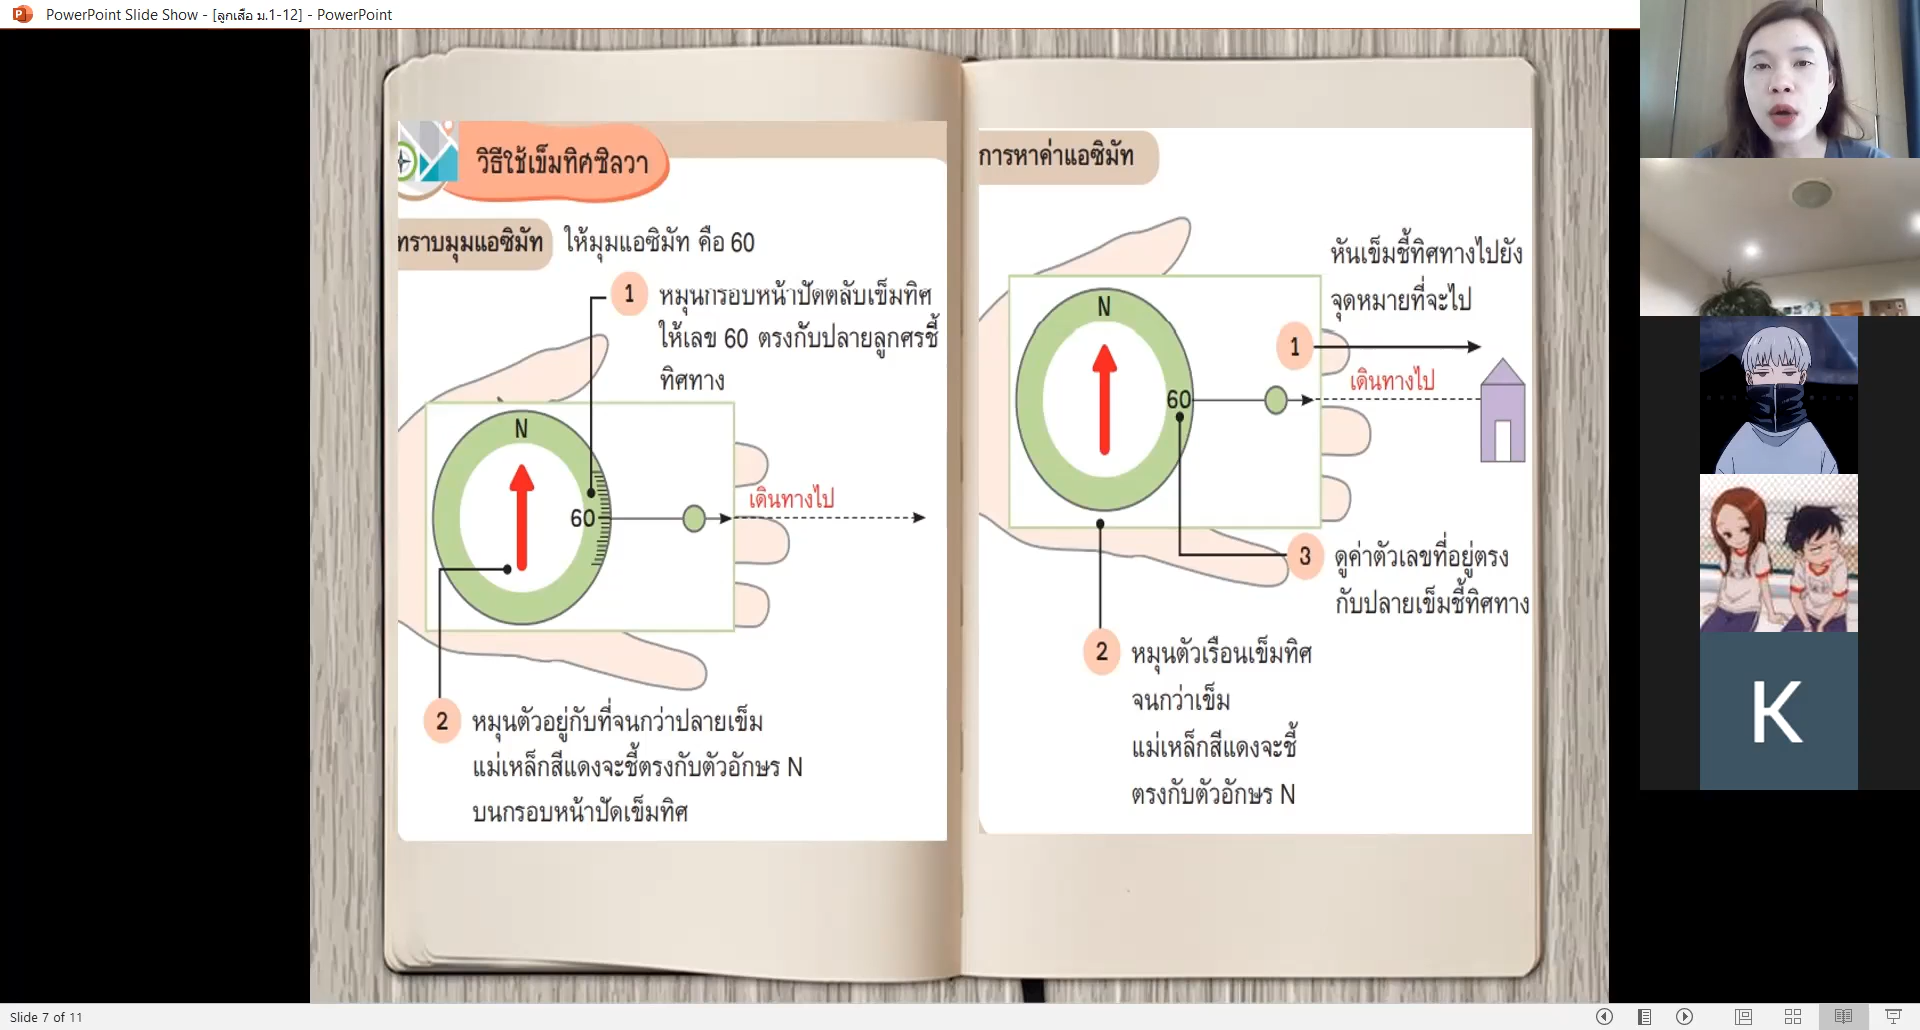 PowerPoint Slide Show - [ลูกเสือ ม.1-12] - PowerPoint
วิธีใช้เข็มทิศซิลวา
ทราบมุมแอซิมัท ให้มุมแอซิมัท คือ 60
1 หมุนกรอบหน้าปัดตลับเข็มทิศ
ให้เลข 60 ตรงกับปลายลูกศรชี้
ทิศทาง
N
60
เดินทางไป
2 หมุนตัวอยู่กับที่จนกว่าปลายเข็ม
แม่เหล็กสีแดงจะชี้ตรงกับตัวอักษร N
บนกรอบหน้าปัดเข็มทิศ
การหาค่าแอซิมัท
หันเข็มชี้ทิศทางไปยัง
จุดหมายที่จะไป
1
เดินทางไป
N
60
3 ดูค่าตัวเลขที่อยู่ตรง
กับปลายเข็มชี้ทิศทาง
2 หมุนตัวเรือนเข็มทิศ
จนกว่าเข็ม
แม่เหล็กสีแดงจะชี้
ตรงกับตัวอักษร N
K
Slide 7 of 11